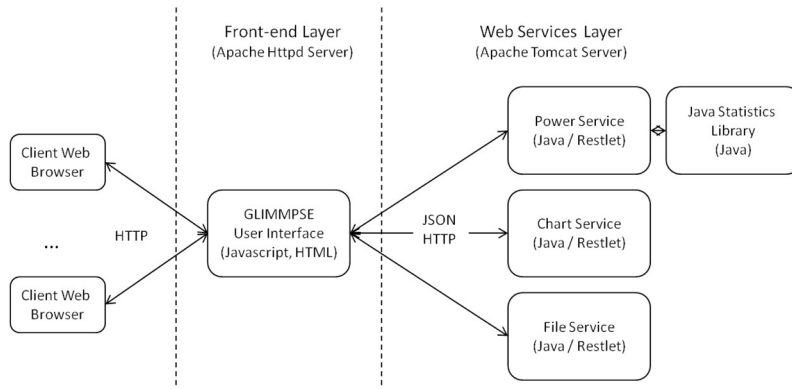 Front-end Layer
(Apache Httpd Server)
Web Services Layer
(Apache Tomcat Server)
Client Web
Browser
...
Client Web
Browser
HTTP
GLIMMPSE
User Interface
(Javascript, HTML)
JSON
HTTP
Power Service
(Java / Restlet)
Java Statistics
Library
(Java)
Chart Service
(Java / Restlet)
File Service
(Java / Restlet)